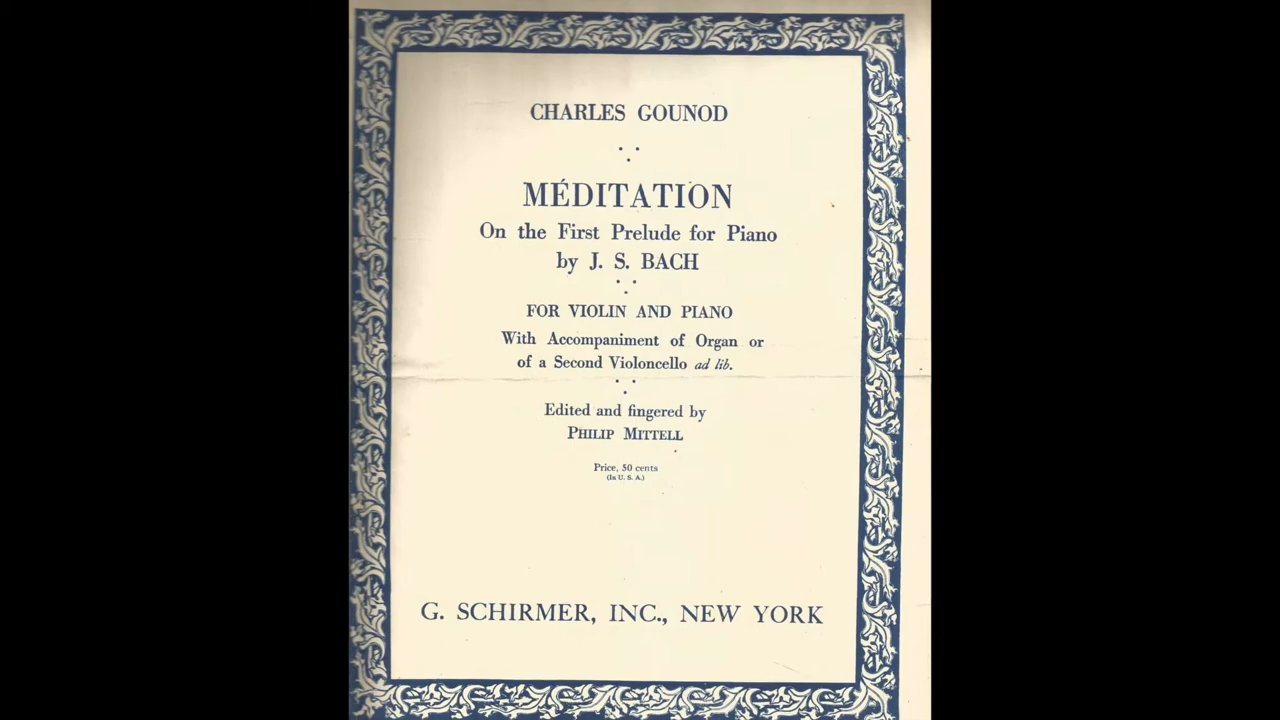 CHARLES GOUNOD
MÉDITATION
On the First Prelude for Piano
by J. S. BACH
FOR VIOLIN AND PIANO
With Accompaniment of Organ or
of a Second Violoncello ad lib.
Edited and fingered by
PHILIP MITTELL
Price, 50 cents
(In U. S. A.)
G. SCHIRMER, INC., NEW YORK